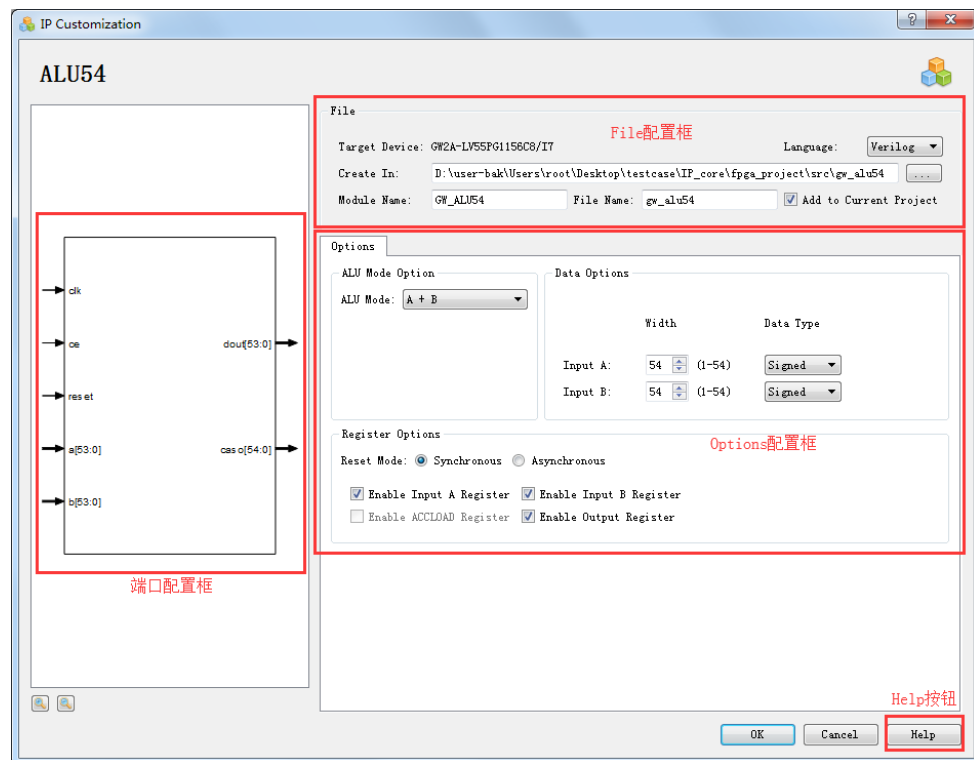 IP Customization
ALU54
File
File配置框
Target Device: GW2A-LV55PG1156C8/I7 Language: Verilog
Create In: D:\user-bak\Users\root\Desktop\testcase\IP_core\fpga_project\src\gw_alu54 ...
Module Name: GW_ALU54 File Name: gw_alu54 Add to Current Project
Options
ALU Mode Option
ALU Mode: A + B
Data Options
Width Data Type
Input A: 54 (1-54) Signed
Input B: 54 (1-54) Signed
Register Options
Options配置框
Reset Mode: Synchronous Asynchronous
Enable Input A Register Enable Input B Register
Enable ACCLOAD Register Enable Output Register
clk
ce dout[53:0]
reset
a[53:0] caso[54:0]
b[53:0]
端口配置框
Help按钮
OK Cancel Help